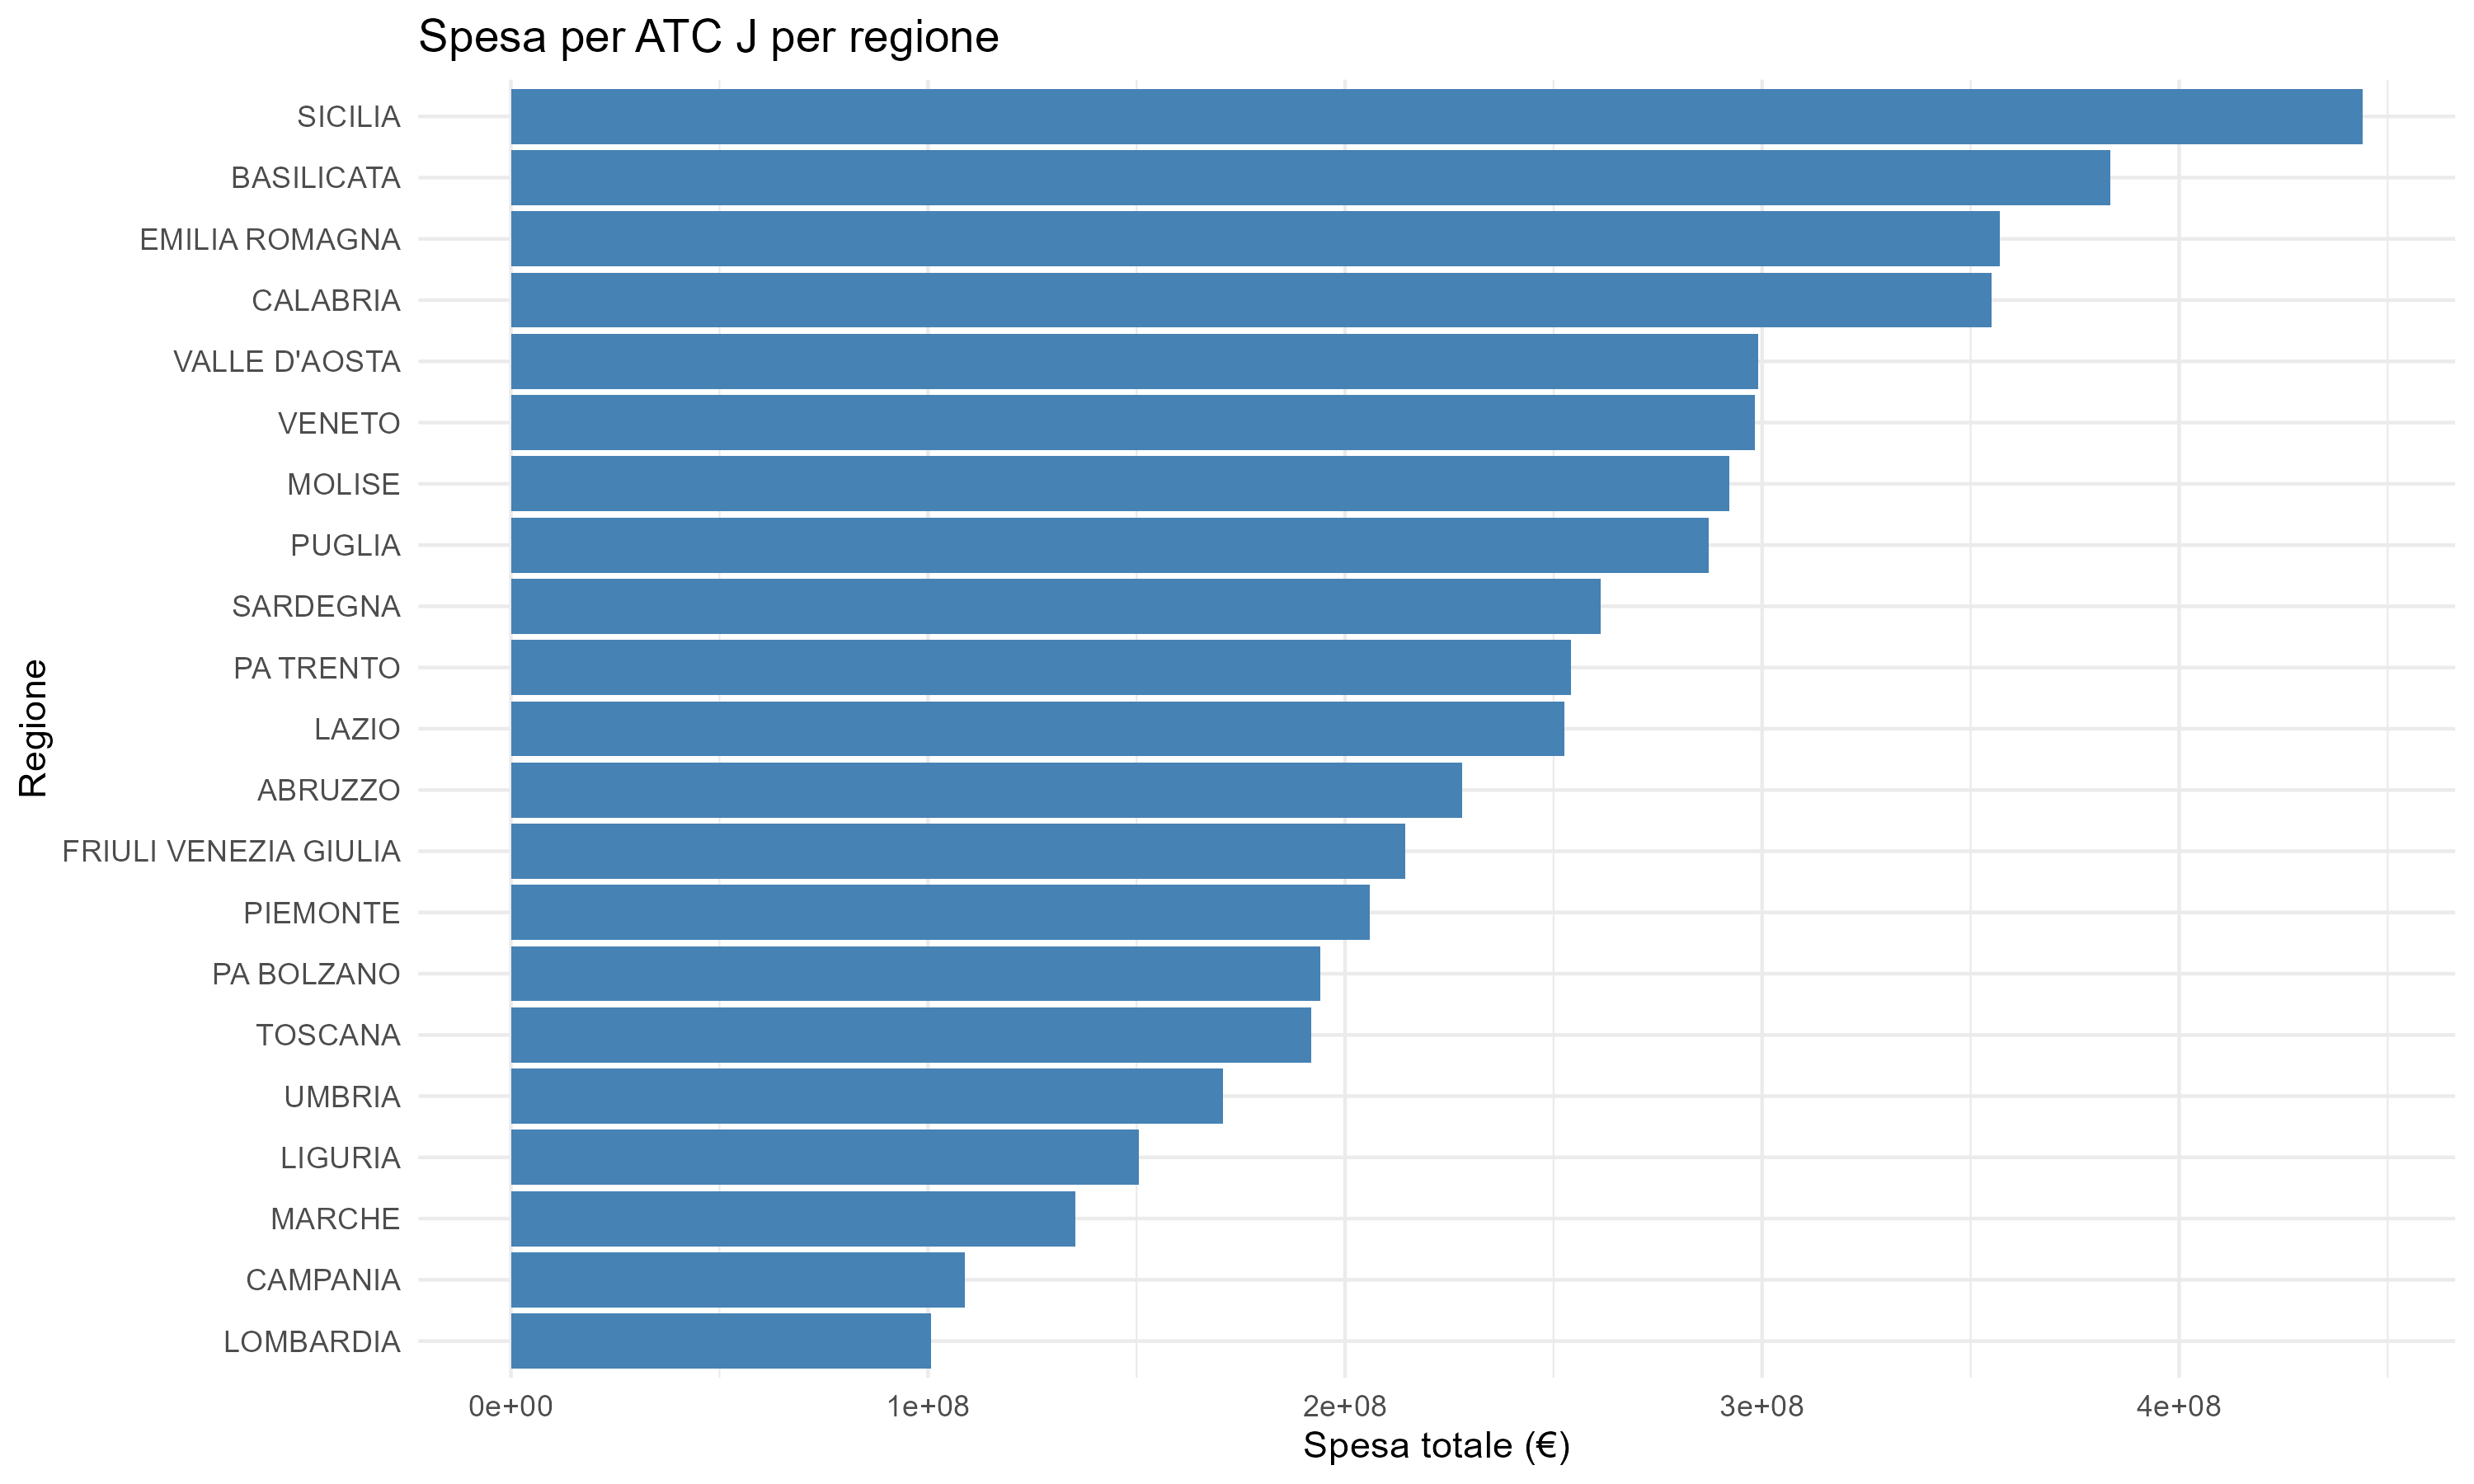 Spesa per ATC J per regione
Regione
SICILIA
BASILICATA
EMILIA ROMAGNA
CALABRIA
VALLE D'AOSTA
VENETO
MOLISE
PUGLIA
SARDEGNA
PA TRENTO
LAZIO
ABRUZZO
FRIULI VENEZIA GIULIA
PIEMONTE
PA BOLZANO
TOSCANA
UMBRIA
LIGURIA
MARCHE
CAMPANIA
LOMBARDIA
0e+00 1e+08 2e+08 3e+08 4e+08
Spesa totale (€)